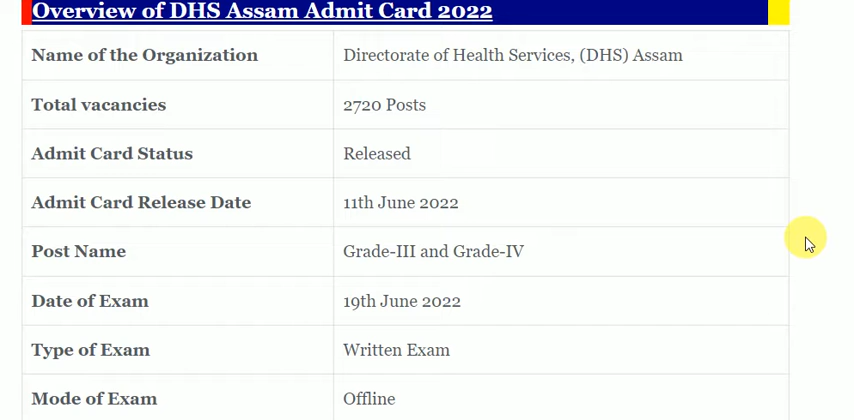 Overview of DHS Assam Admit Card 2022
Name of the Organization Directorate of Health Services, (DHS) Assam
Total vacancies 2720 Posts
Admit Card Status Released
Admit Card Release Date 11th June 2022
Post Name Grade-III and Grade-IV
Date of Exam 19th June 2022
Type of Exam Written Exam
Mode of Exam Offline